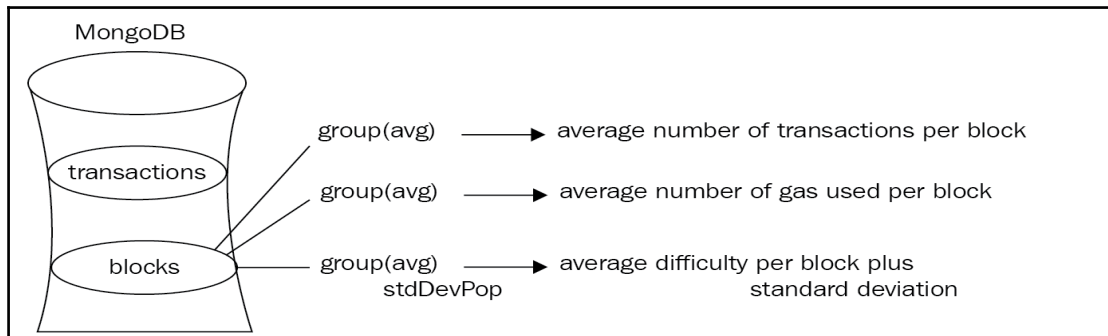 MongoDB
group(avg) average number of transactions per block
transactions
group(avg) average number of gas used per block
blocks
group(avg) average difficulty per block plus
stdDevPop standard deviation